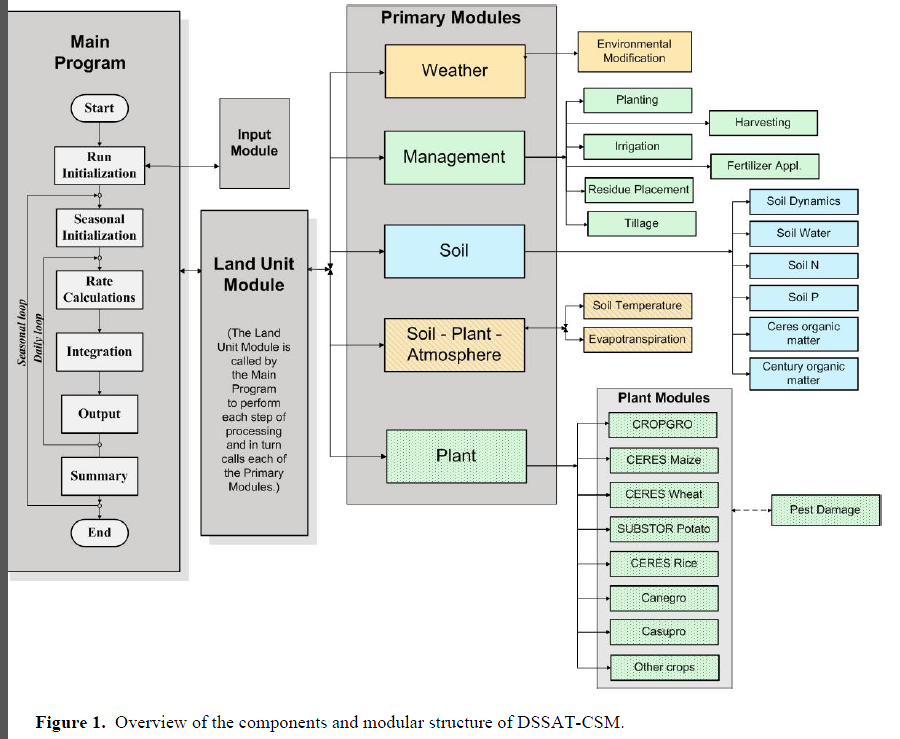 Main
Program
Start
Run
Initialization
Seasonal
Initialization
Rate
Calculations
Integration
Output
Summary
End
Seasonal loop
Daily loop
Input
Module
Land Unit
Module
(The Land
Unit Module is
called by
the Main
Program
to perform
each step of
processing
and in turn
calls each of
the Primary
Modules.)
Primary Modules
Weather
Management
Soil
Soil - Plant -
Atmosphere
Plant
Environmental
Modification
Planting
Harvesting
Irrigation
Fertilizer Appl.
Residue Placement
Tillage
Soil Dynamics
Soil Water
Soil N
Soil P
Ceres organic
matter
Century organic
matter
Soil Temperature
Evapotranspiration
Plant Modules
CROPGRO
CERES Maize
CERES Wheat
SUBSTOR Potato
CERES Rice
Canegro
Casupro
Other crops
Pest Damage
Figure 1. Overview of the components and modular structure of DSSAT-CSM.